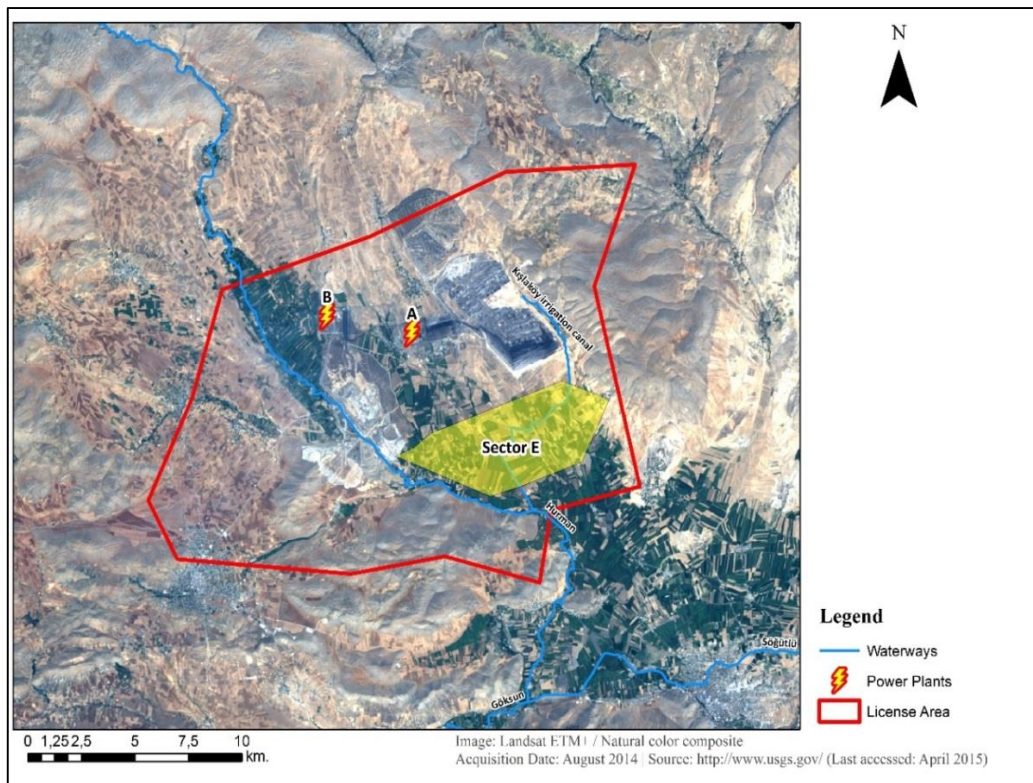 N
Kışlaköy irrigation canal
B
A
Sector E
Hurman
Söğütlü
Göksun
Legend
Waterways
Power Plants
License Area
0 1,25 2,5 5 7,5 10
km.
Image: Landsat ETM+ / Natural color composite
Acquisition Date: August 2014 | Source: http://www.usgs.gov/ (Last accessed: April 2015)